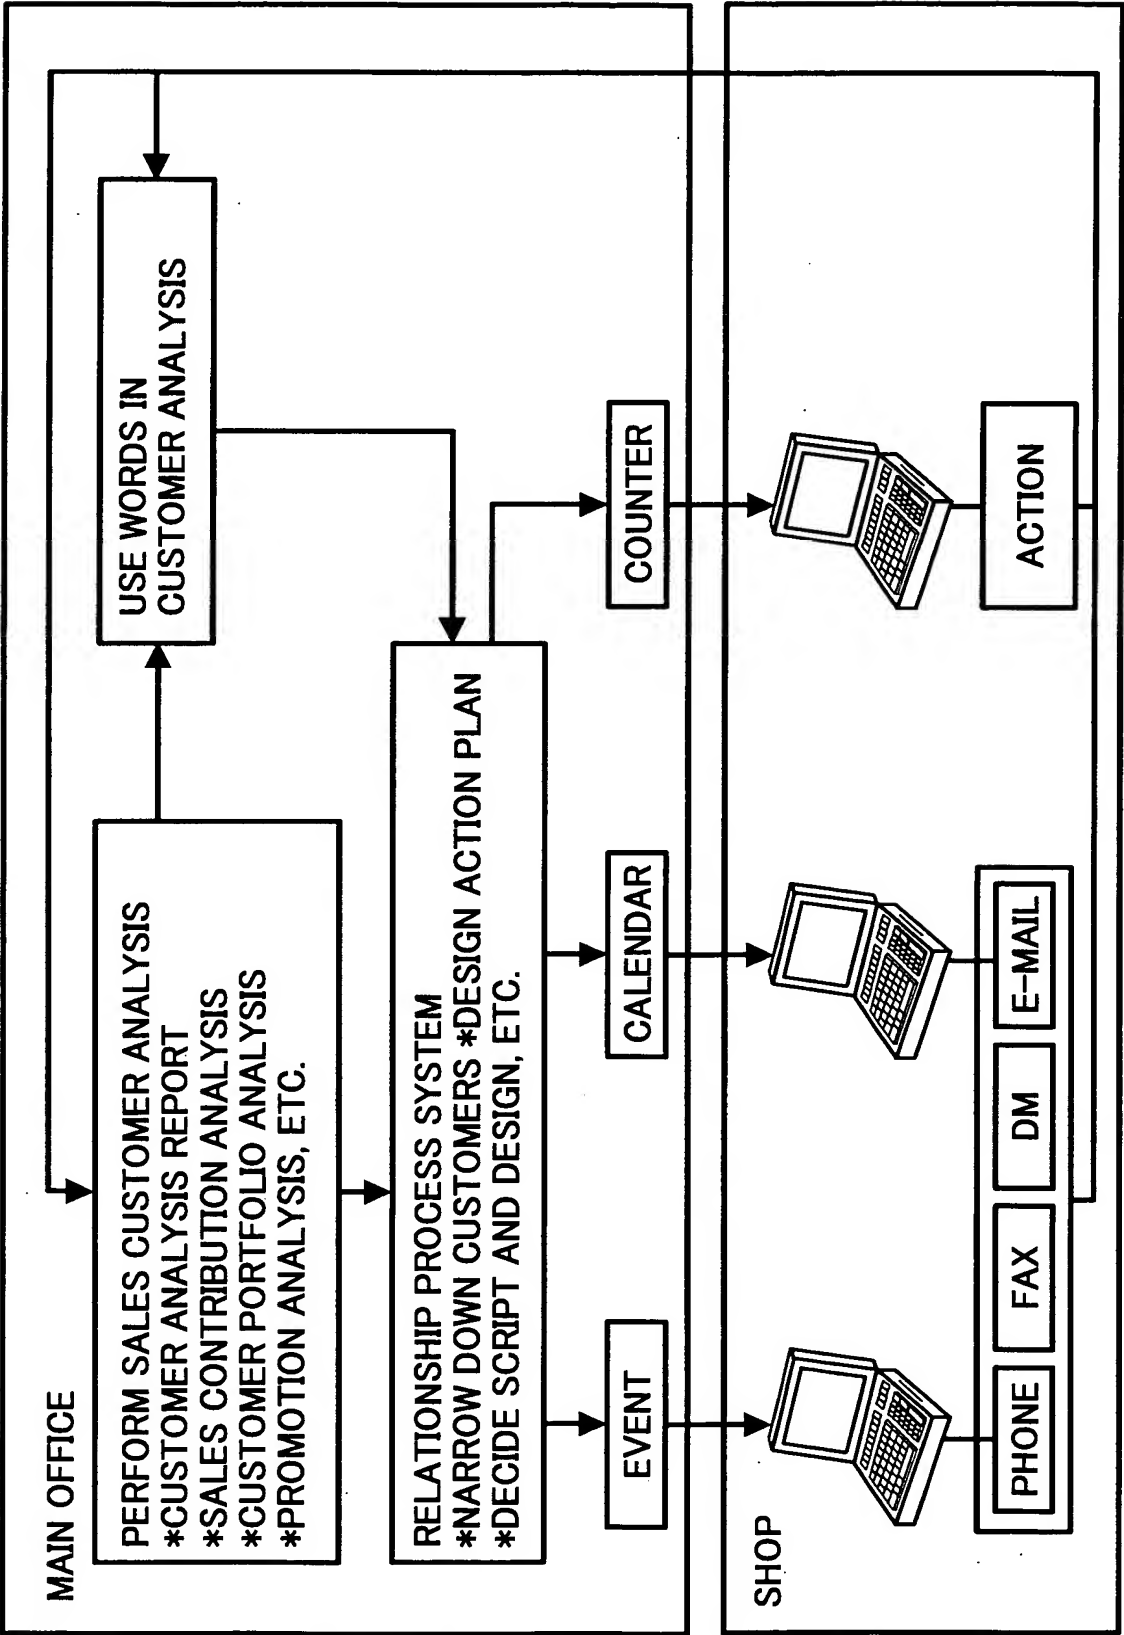 MAIN OFFICE
PERFORM SALES CUSTOMER ANALYSIS
*CUSTOMER ANALYSIS REPORT
*SALES CONTRIBUTION ANALYSIS
*CUSTOMER PORTFOLIO ANALYSIS
*PROMOTION ANALYSIS, ETC.
USE WORDS IN
CUSTOMER ANALYSIS
RELATIONSHIP PROCESS SYSTEM
*NARROW DOWN CUSTOMERS *DESIGN ACTION PLAN
*DECIDE SCRIPT AND DESIGN, ETC.
EVENT
CALENDAR
COUNTER
SHOP
PHONE
FAX
DM
E-MAIL
ACTION